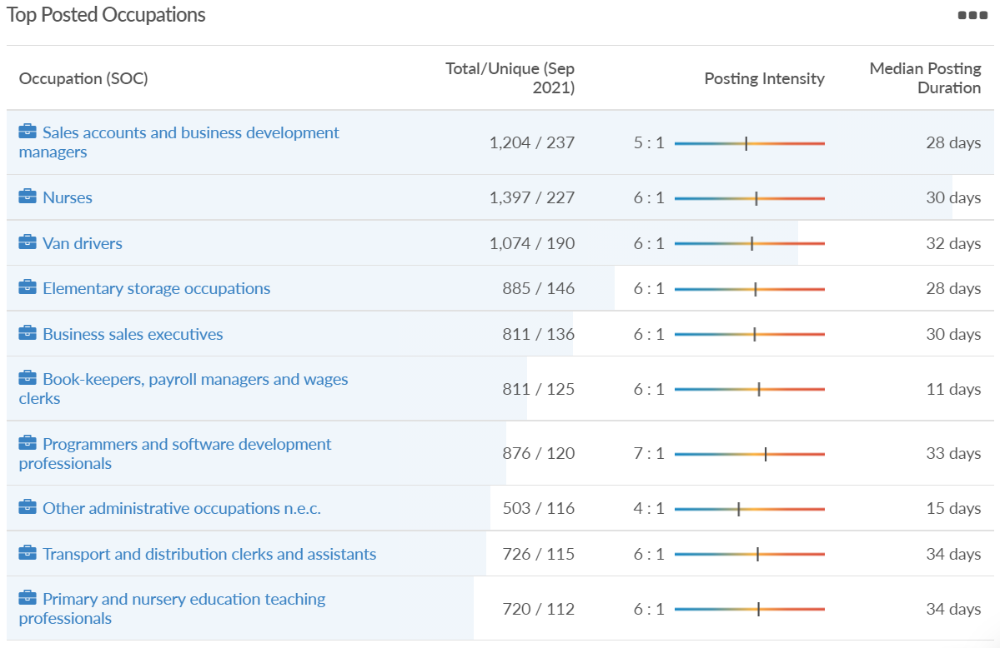 Top Posted Occupations
Occupation (SOC) Total/Unique (Sep 2021) Posting Intensity Median Posting Duration
Sales accounts and business development managers 1,204 / 237 5 : 1 28 days
Nurses 1,397 / 227 6 : 1 30 days
Van drivers 1,074 / 190 6 : 1 32 days
Elementary storage occupations 885 / 146 6 : 1 28 days
Business sales executives 811 / 136 6 : 1 30 days
Book-keepers, payroll managers and wages clerks 811 / 125 6 : 1 11 days
Programmers and software development professionals 876 / 120 7 : 1 33 days
Other administrative occupations n.e.c. 503 / 116 4 : 1 15 days
Transport and distribution clerks and assistants 726 / 115 6 : 1 34 days
Primary and nursery education teaching professionals 720 / 112 6 : 1 34 days